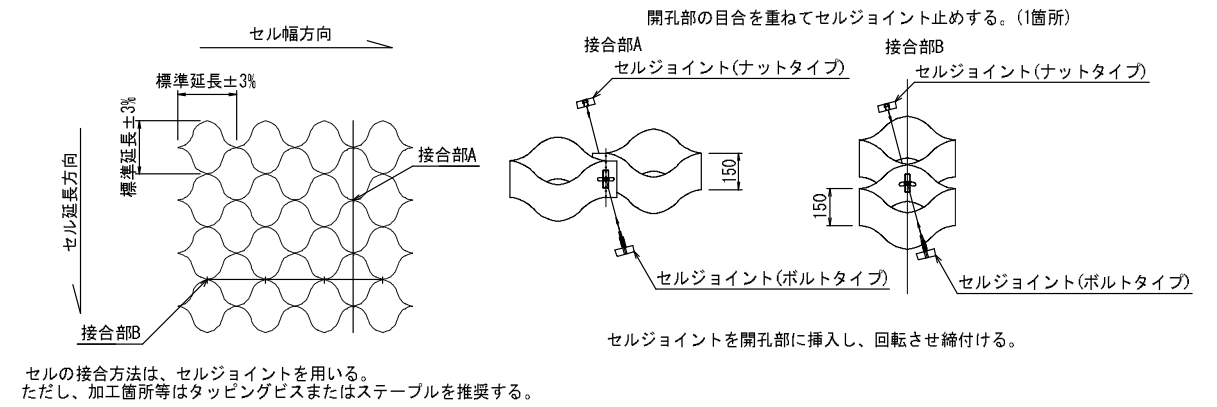 セル幅方向
標準延長±3%
標準延長±3%
セル延長方向
接合部A
接合部B
セルの接合方法は、セルジョイントを用いる。
ただし、加工箇所等はタッピングビスまたはステープルを推奨する。
開孔部の目合を重ねてセルジョイント止めする。(1箇所)
接合部A
セルジョイント(ナットタイプ)
150
セルジョイント(ボルトタイプ)
接合部B
セルジョイント(ナットタイプ)
150
セルジョイント(ボルトタイプ)
セルジョイントを開孔部に挿入し、回転させ締付ける。